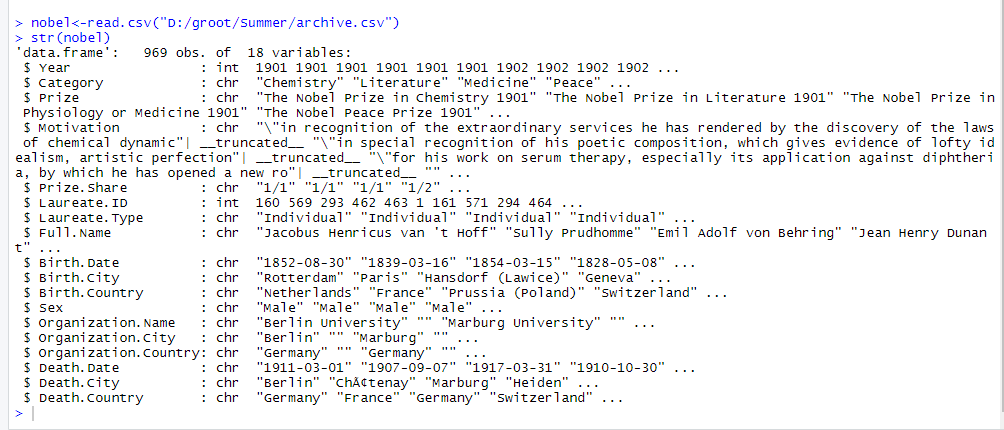 > nobel<-read.csv("D:/groot/Summer/archive.csv")
> str(nobel)
'data.frame':   969 obs. of  18 variables:
 $ Year                : int  1901 1901 1901 1901 1901 1901 1902 1902 1902 1902 ...
 $ Category            : chr  "Chemistry" "Literature" "Medicine" "Peace" ...
 $ Prize               : chr  "The Nobel Prize in Chemistry 1901" "The Nobel Prize in Literature 1901" "The Nobel Prize in
Physiology or Medicine 1901" "The Nobel Peace Prize 1901" ...
 $ Motivation          : chr  "\"in recognition of the extraordinary services he has rendered by the discovery of the laws
 of chemical dynamic"| __truncated__ "\"in special recognition of his poetic composition, which gives evidence of lofty id
ealism, artistic perfection"| __truncated__ "\"for his work on serum therapy, especially its application against diphtheri
a, by which he has opened a new ro"| __truncated__ "" ...
 $ Prize.Share         : chr  "1/1" "1/1" "1/1" "1/2" ...
 $ Laureate.ID         : int  160 569 293 462 463 1 161 571 294 464 ...
 $ Laureate.Type       : chr  "Individual" "Individual" "Individual" "Individual" ...
 $ Full.Name           : chr  "Jacobus Henricus van 't Hoff" "Sully Prudhomme" "Emil Adolf von Behring" "Jean Henry Dunan
t" ...
 $ Birth.Date          : chr  "1852-08-30" "1839-03-16" "1854-03-15" "1828-05-08" ...
 $ Birth.City          : chr  "Rotterdam" "Paris" "Hansdorf (Lawice)" "Geneva" ...
 $ Birth.Country       : chr  "Netherlands" "France" "Prussia (Poland)" "Switzerland" ...
 $ Sex                 : chr  "Male" "Male" "Male" "Male" ...
 $ Organization.Name   : chr  "Berlin University" "" "Marburg University" "" ...
 $ Organization.City   : chr  "Berlin" "" "Marburg" "" ...
 $ Organization.Country: chr  "Germany" "" "Germany" "" ...
 $ Death.Date          : chr  "1911-03-01" "1907-09-07" "1917-03-31" "1910-10-30" ...
 $ Death.City          : chr  "Berlin" "ChÃ¢tenay" "Marburg" "Heiden" ...
 $ Death.Country       : chr  "Germany" "France" "Germany" "Switzerland" ...
>